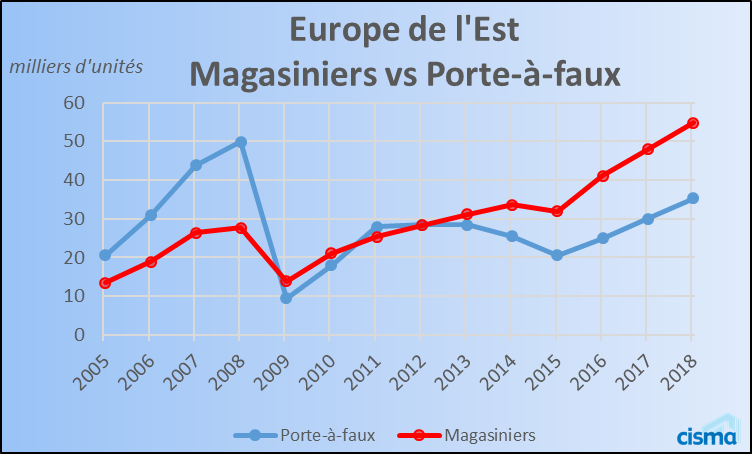 Europe de l'Est
Magasiniers vs Porte-à-faux
milliers d'unités
60
50
40
30
20
10
0
2005 2006 2007 2008 2009 2010 2011 2012 2013 2014 2015 2016 2017 2018
Porte-à-faux Magasiniers
cisma